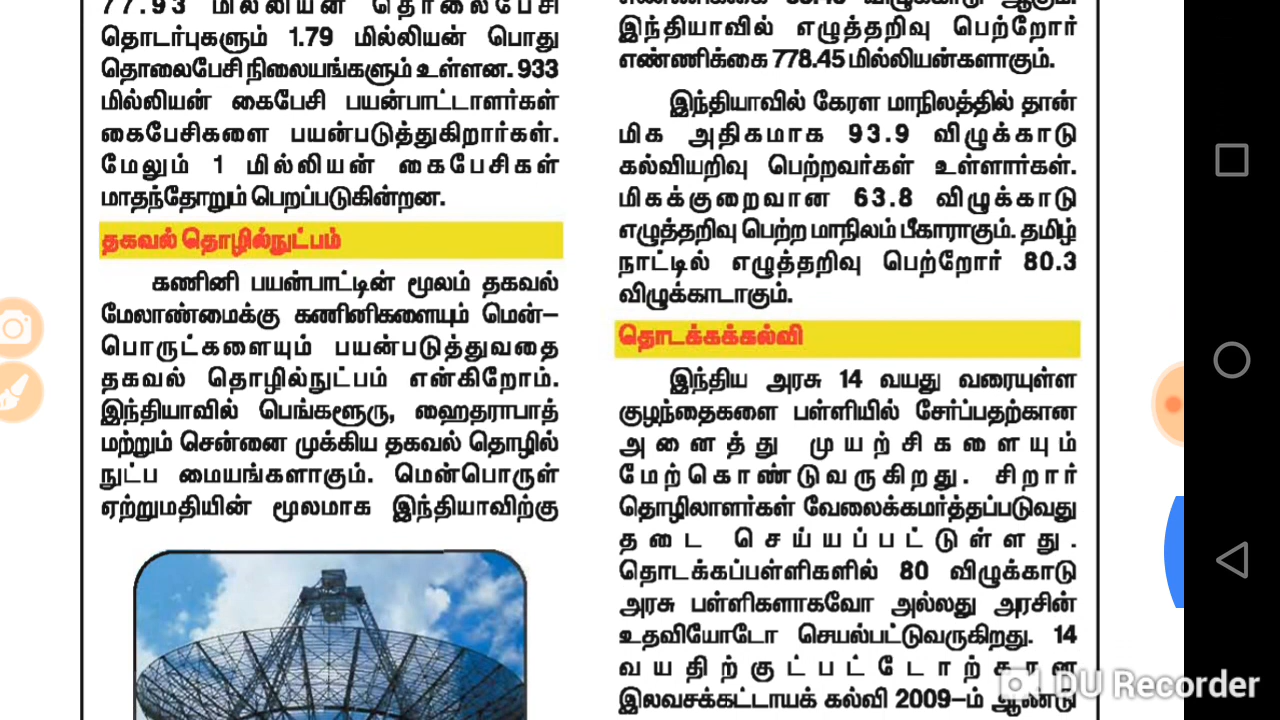 77.93 மில்லியன் தொலைபேசி
தொடர்புகளும் 1.79 மில்லியன் பொது
தொலைபேசி நிலையங்களும் உள்ளன. 933
மில்லியன் கைபேசி பயன்பாட்டாளர்கள்
கைபேசிகளை பயன்படுத்துகிறார்கள்.
மேலும் 1 மில்லியன் கைபேசிகள்
மாதந்தோறும் பெறப்படுகின்றன.
தகவல் தொழில்நுட்பம்
கணினி பயன்பாட்டின் மூலம் தகவல்
மேலாண்மைக்கு கணினிகளையும் மென்–
பொருட்களையும் பயன்படுத்துவதை
தகவல் தொழில்நுட்பம் என்கிறோம்.
இந்தியாவில் பெங்களூரு, ஹைதராபாத்
மற்றும் சென்னை முக்கிய தகவல் தொழில்
நுட்ப மையங்களாகும். மென்பொருள்
ஏற்றுமதியின் மூலமாக இந்தியாவிற்கு
விழுக்காடு ஆகும்.
இந்தியாவில் எழுத்தறிவு பெற்றோர்
எண்ணிக்கை 778.45 மில்லியன்களாகும்.
இந்தியாவில் கேரள மாநிலத்தில் தான்
மிக அதிகமாக 93.9 விழுக்காடு
கல்வியறிவு பெற்றவர்கள் உள்ளார்கள்.
மிகக்குறைவான 63.8 விழுக்காடு
எழுத்தறிவு பெற்ற மாநிலம் பீகாராகும். தமிழ்
நாட்டில் எழுத்தறிவு பெற்றோர் 80.3
விழுக்காடாகும்.
தொடக்கக்கல்வி
இந்திய அரசு 14 வயது வரையுள்ள
குழந்தைகளை பள்ளியில் சேர்ப்பதற்கான
அனைத்து முயற்சிகளையும்
மேற்கொண்டுவருகிறது. சிறார்
தொழிலாளர்கள் வேலைக்கமர்த்தப்படுவது
தடை செய்யப்பட்டுள்ளது.
தொடக்கப்பள்ளிகளில் 80 விழுக்காடு
அரசு பள்ளிகளாகவோ அல்லது அரசின்
உதவியோடோ செயல்பட்டுவருகிறது. 14
வயதிற்குட்பட்டோற்கான
இலவசக்கட்டாயக் கல்வி 2009–ம் ஆண்டு
DU Recorder